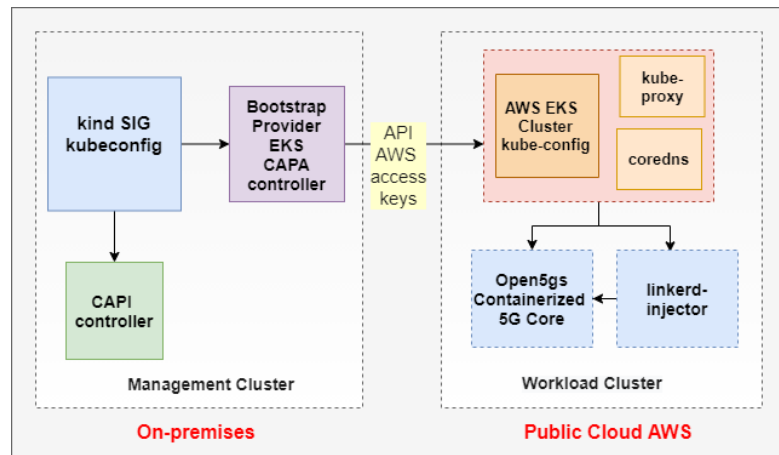 kind SIG
kubeconfig
Bootstrap
Provider
EKS
CAPA
controller
CAPI
controller
Management Cluster
On-premises
API
AWS
access
keys
AWS EKS
Cluster
kube-config
kube-
proxy
coredns
Open5gs
Containerized
5G Core
linkerd-
injector
Workload Cluster
Public Cloud AWS